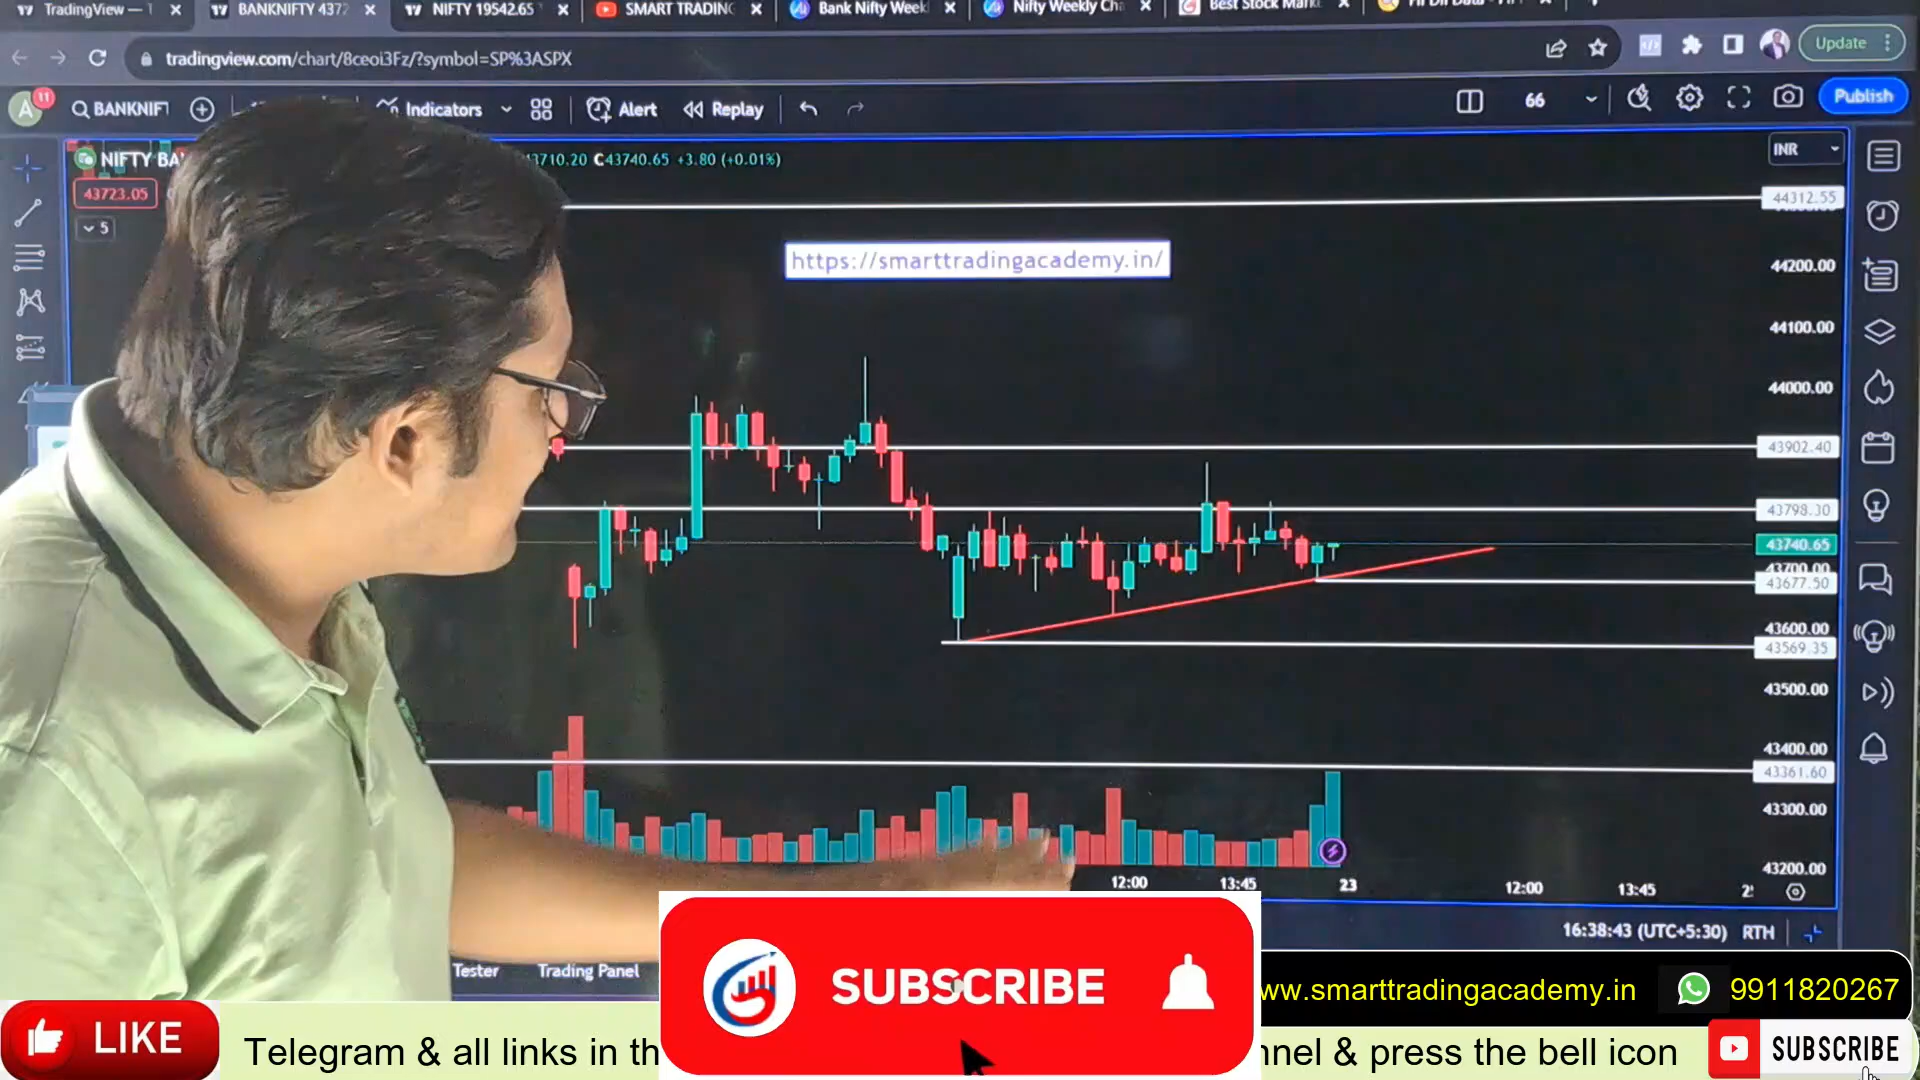 TradingView —
BANKNIFTY 4372
NIFTY 19542.65
SMART TRADING
Bank Nifty Week
Nifty Weekly Cha
Best Stock Mark
tradingview.com/chart/8ceoi3Fz/?symbol=SP%3ASPX
Update
A
11
BANKNIFT
Indicators
Alert
Replay
66
Publish
NIFTY BA
43710.20 C43740.65 +3.80 (+0.01%)
INR
43723.05
5
44312.55
https://smarttradingacademy.in/
44200.00
44100.00
44000.00
43902.40
43798.30
43740.65
43700.00
43677.50
43600.00
43569.35
43500.00
43400.00
43361.60
43300.00
43200.00
12:00
13:45
23
12:00
13:45
16:38:43 (UTC+5:30)
RTH
Tester
Trading Panel
SUBSCRIBE
ww.smarttradingacademy.in
9911820267
LIKE
Telegram & all links in th
nnel & press the bell icon
SUBSCRIBE